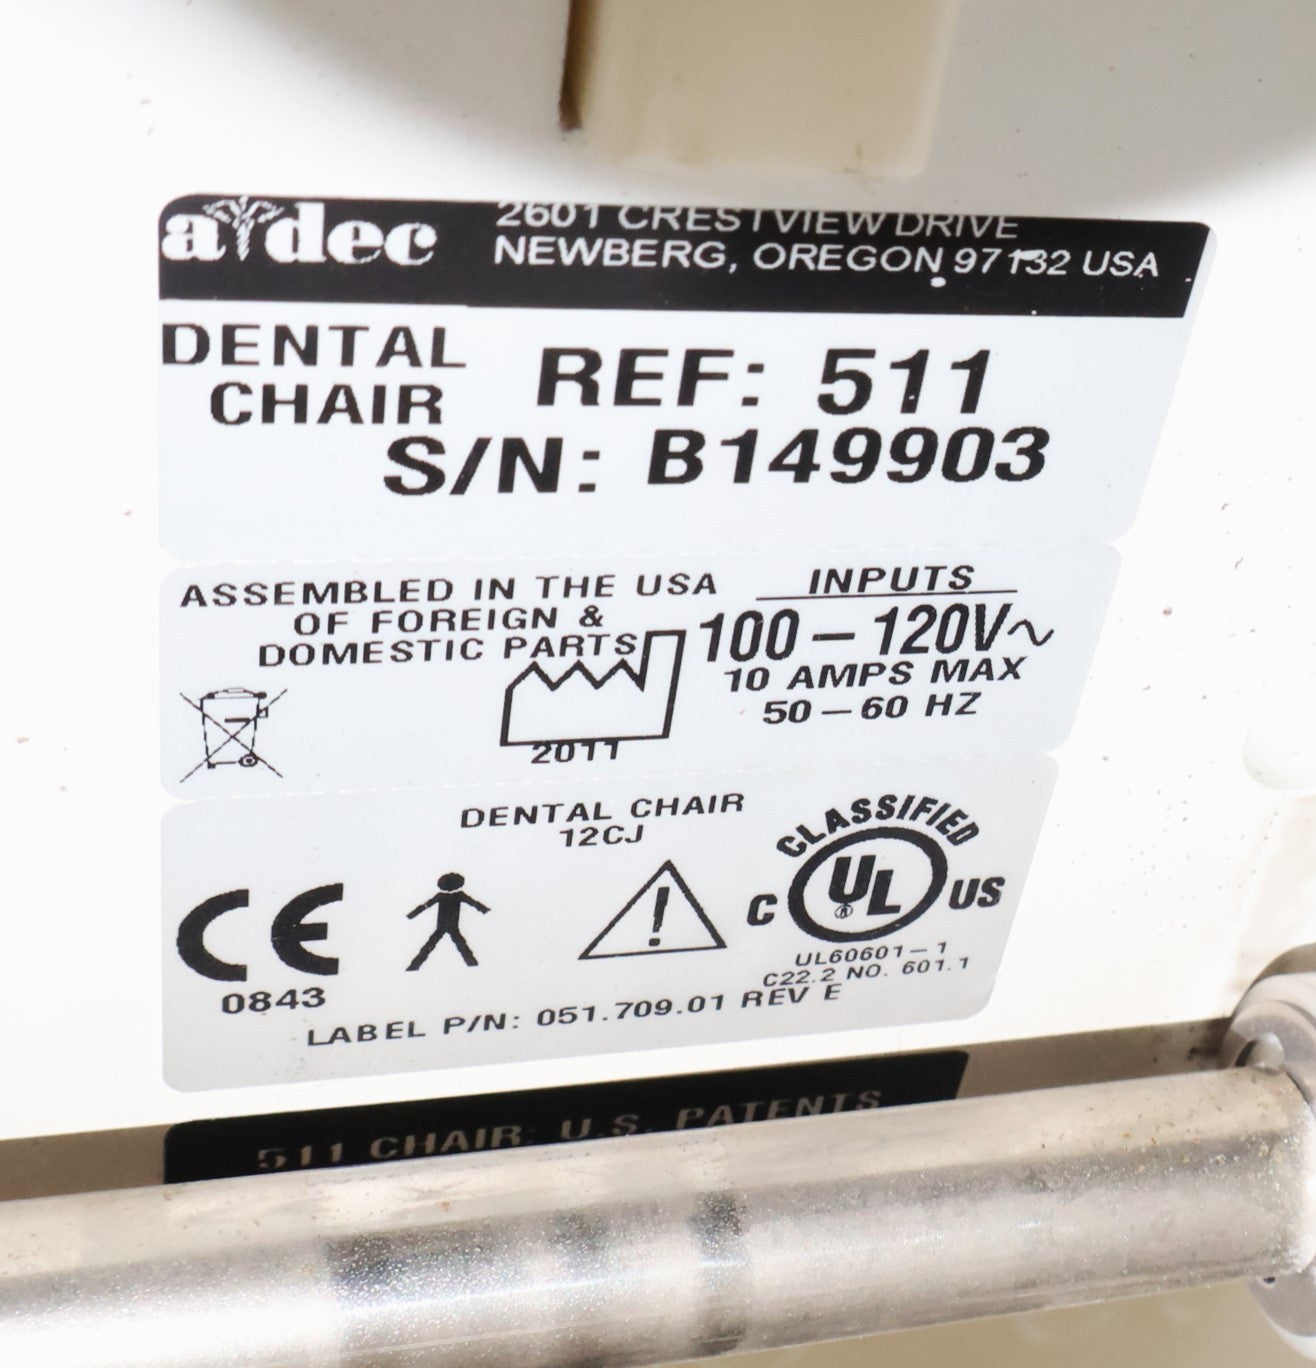 a dec
2601 CRESTVIEW DRIVE
NEWBERG, OREGON 97132 USA
DENTAL
CHAIR
REF: 511
S/N: B149903
ASSEMBLED IN THE USA
OF FOREIGN &
DOMESTIC PARTS
2011
INPUTS
100 – 120V~
10 AMPS MAX
50 – 60 HZ
DENTAL CHAIR
12CJ
CE
0843
CLASSIFIED
C UL ® US
UL60601–1
C22.2 NO. 601.1
LABEL P/N: 051.709.01 REV E
511 CHAIR: U.S. PATENTS